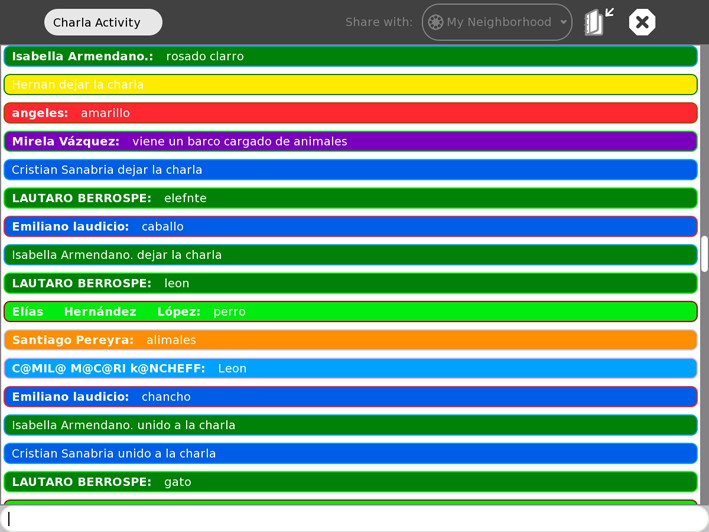 Charla Activity
Share with: My Neighborhood
Isabella Armendano.: rosado clarro
Hernan dejar la charla
angeles: amarillo
Mirela Vázquez: viene un barco cargado de animales
Cristian Sanabria dejar la charla
LAUTARO BERROSPE: elefnte
Emiliano laudicio: caballo
Isabella Armendano. dejar la charla
LAUTARO BERROSPE: leon
Elías Hernández López: perro
Santiago Pereyra: alimales
C@MIL@ M@C@RI k@NCHEFF: Leon
Emiliano laudicio: chancho
Isabella Armendano. unido a la charla
Cristian Sanabria unido a la charla
LAUTARO BERROSPE: gato